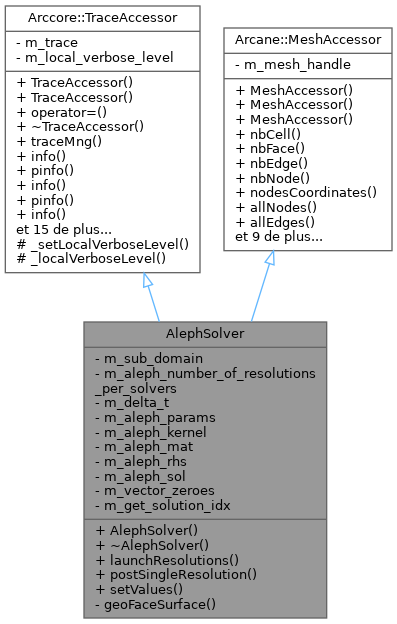 Arccore::TraceAccessor
- m_trace
- m_local_verbose_level
+ TraceAccessor()
+ TraceAccessor()
+ operator=()
+ ~TraceAccessor()
+ traceMng()
+ info()
+ pinfo()
+ info()
+ pinfo()
+ info()
et 15 de plus...
# _setLocalVerboseLevel()
# _localVerboseLevel()
Arcane::MeshAccessor
- m_mesh_handle
+ MeshAccessor()
+ MeshAccessor()
+ MeshAccessor()
+ nbCell()
+ nbFace()
+ nbEdge()
+ nbNode()
+ nodesCoordinates()
+ allNodes()
+ allEdges()
et 9 de plus...
AlephSolver
- m_sub_domain
- m_aleph_number_of_resolutions
_per_solvers
- m_delta_t
- m_aleph_params
- m_aleph_kernel
- m_aleph_mat
- m_aleph_rhs
- m_aleph_sol
- m_vector_zeroes
- m_get_solution_idx
+ AlephSolver()
+ ~AlephSolver()
+ launchResolutions()
+ postSingleResolution()
+ setValues()
- geoFaceSurface()